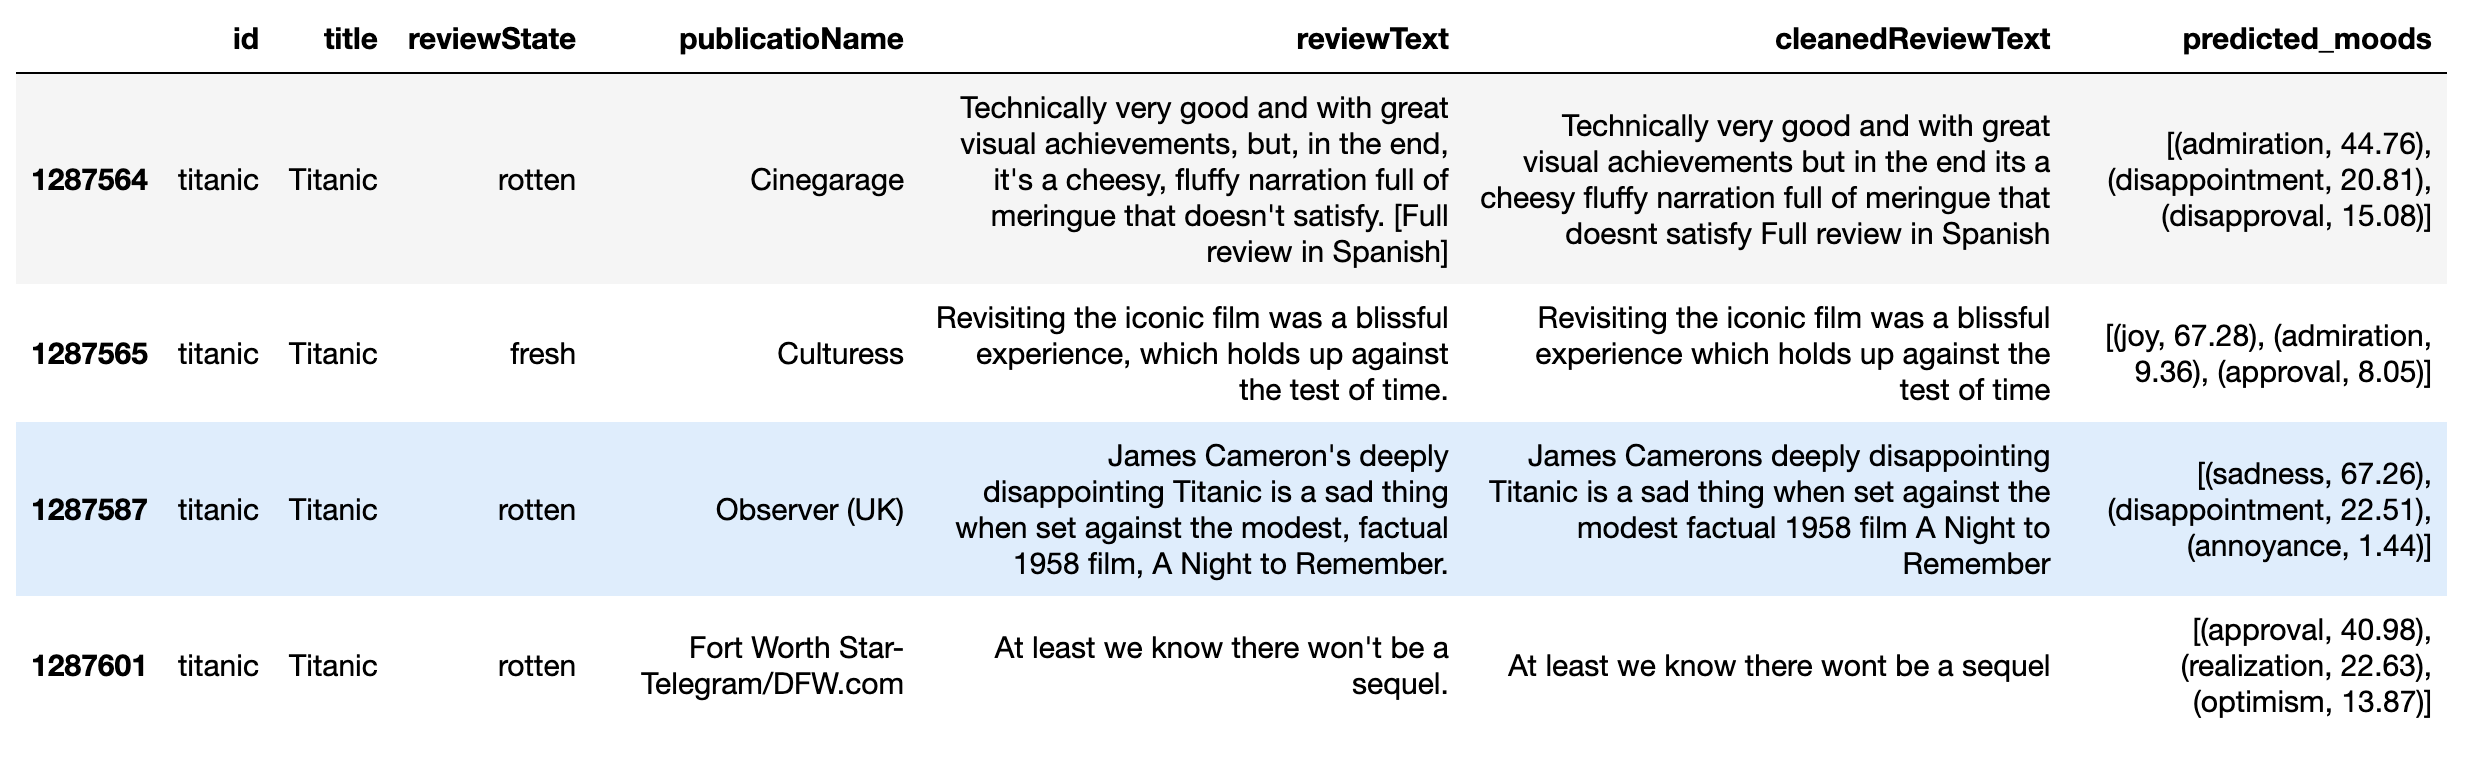 id title reviewState publicatioName reviewText cleanedReviewText predicted_moods
1287564 titanic Titanic rotten Cinegarage
Technically very good and with great
visual achievements, but, in the end,
it's a cheesy, fluffy narration full of
meringue that doesn't satisfy. [Full
review in Spanish]
Technically very good and with great
visual achievements but in the end its a
cheesy fluffy narration full of meringue that
doesnt satisfy Full review in Spanish
[(admiration, 44.76),
(disappointment, 20.81),
(disapproval, 15.08)]
1287565 titanic Titanic fresh Culturess
Revisiting the iconic film was a blissful
experience, which holds up against
the test of time.
Revisiting the iconic film was a blissful
experience which holds up against the
test of time
[(joy, 67.28), (admiration,
9.36), (approval, 8.05)]
1287587 titanic Titanic rotten Observer (UK)
James Cameron's deeply
disappointing Titanic is a sad thing
when set against the modest, factual
1958 film, A Night to Remember.
James Camerons deeply disappointing
Titanic is a sad thing when set against the
modest factual 1958 film A Night to
Remember
[(sadness, 67.26),
(disappointment, 22.51),
(annoyance, 1.44)]
1287601 titanic Titanic rotten
Fort Worth Star-
Telegram/DFW.com
At least we know there won't be a
sequel.
At least we know there wont be a sequel
[(approval, 40.98),
(realization, 22.63),
(optimism, 13.87)]